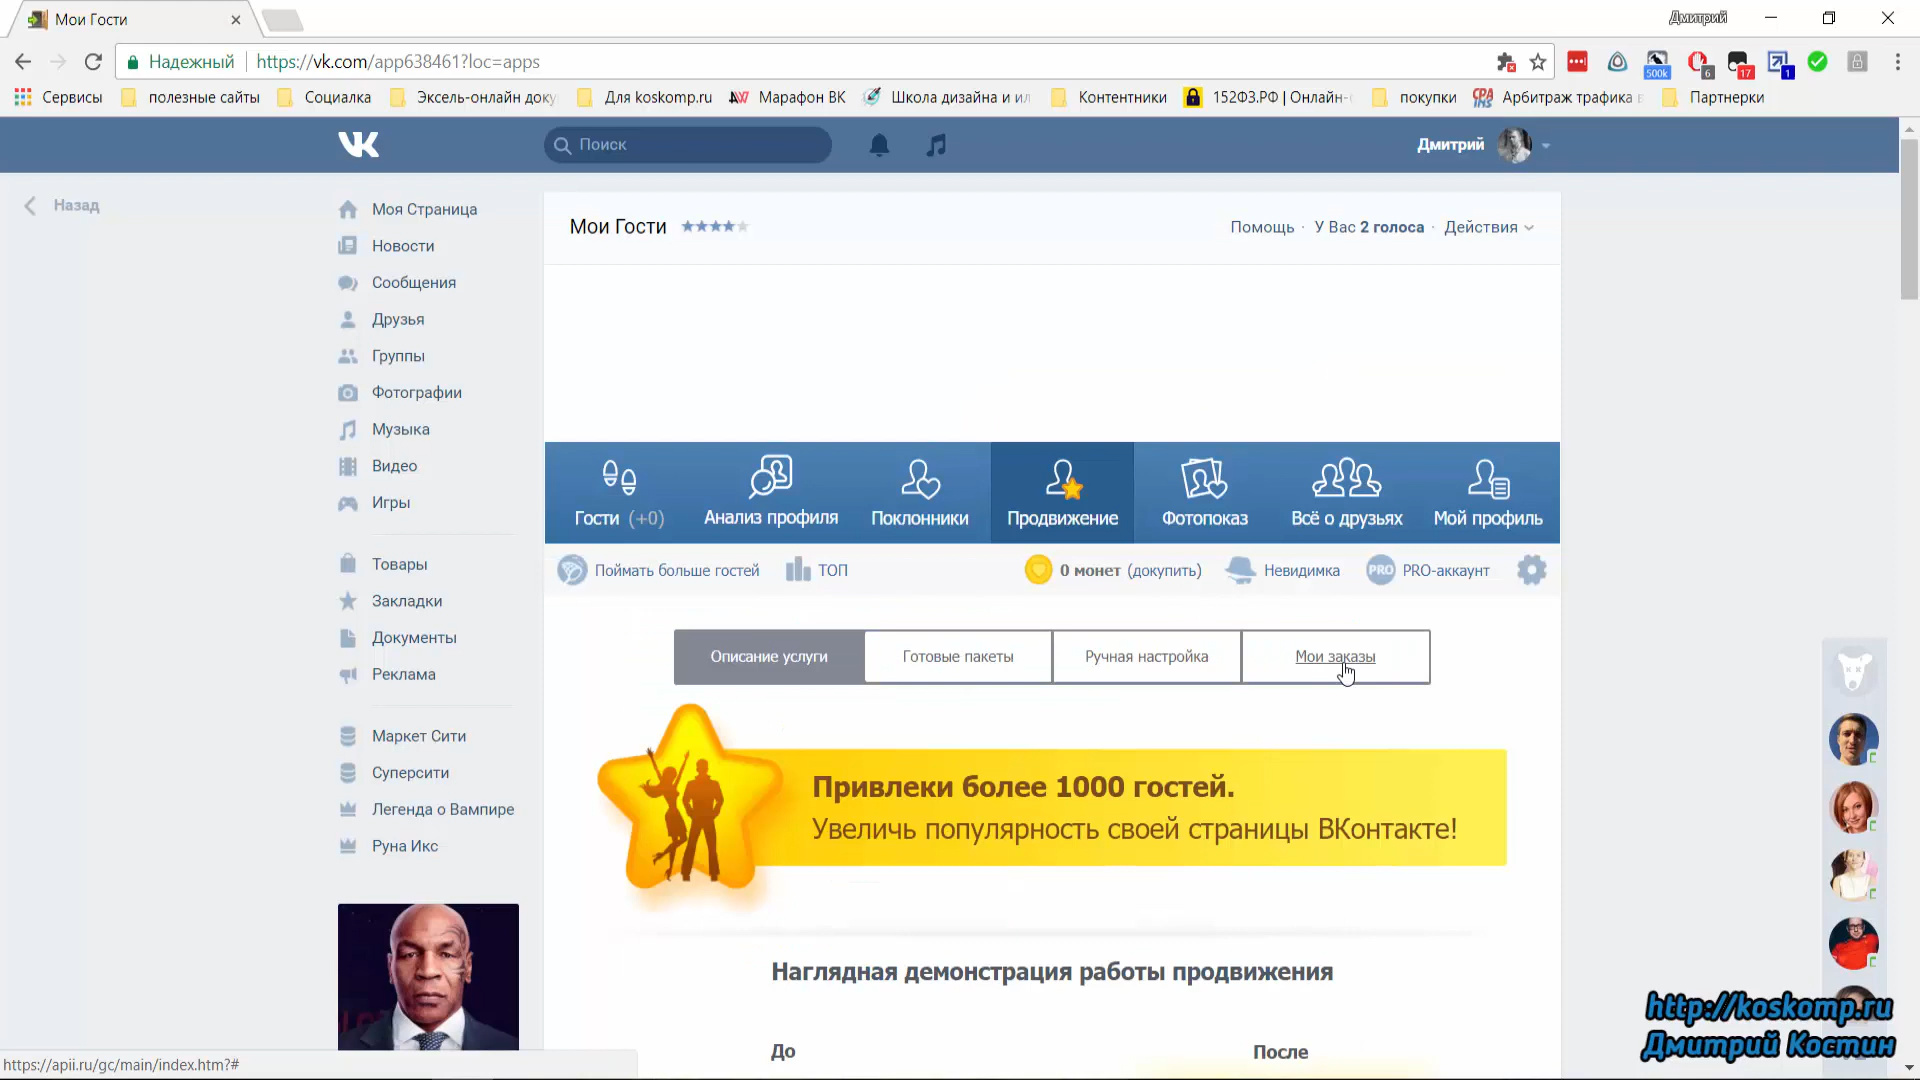 Мои Гости
Дмитрий
Надежный
https://vk.com/app638461?loc=apps
500k
6
17
1
Сервисы
полезные сайты
Социалка
Эксель-онлайн доку
Для koskomp.ru
Марафон ВК
Школа дизайна и ил
Контентники
152ФЗ.РФ | Онлайн-
покупки
CPA
Арбитраж трафика в
Партнерки
Поиск
Дмитрий
Назад
Моя Страница
Новости
Сообщения
Друзья
Группы
Фотографии
Музыка
Видео
Игры
Товары
Закладки
Документы
Реклама
Маркет Сити
Суперсити
Легенда о Вампире
Руна Икс
Мои Гости
Помощь · У Вас 2 голоса · Действия
Гости (+0)
Анализ профиля
Поклонники
Продвижение
Фотопоказ
Всё о друзьях
Мой профиль
Поймать больше гостей
ТОП
0 монет (докупить)
Невидимка
PRO
PRO-аккаунт
Описание услуги
Готовые пакеты
Ручная настройка
Мои заказы
Привлеки более 1000 гостей.
Увеличь популярность своей страницы ВКонтакте!
Наглядная демонстрация работы продвижения
До
После
http://koskomp.ru
Дмитрий Костин
https://apii.ru/gc/main/index.htm?#